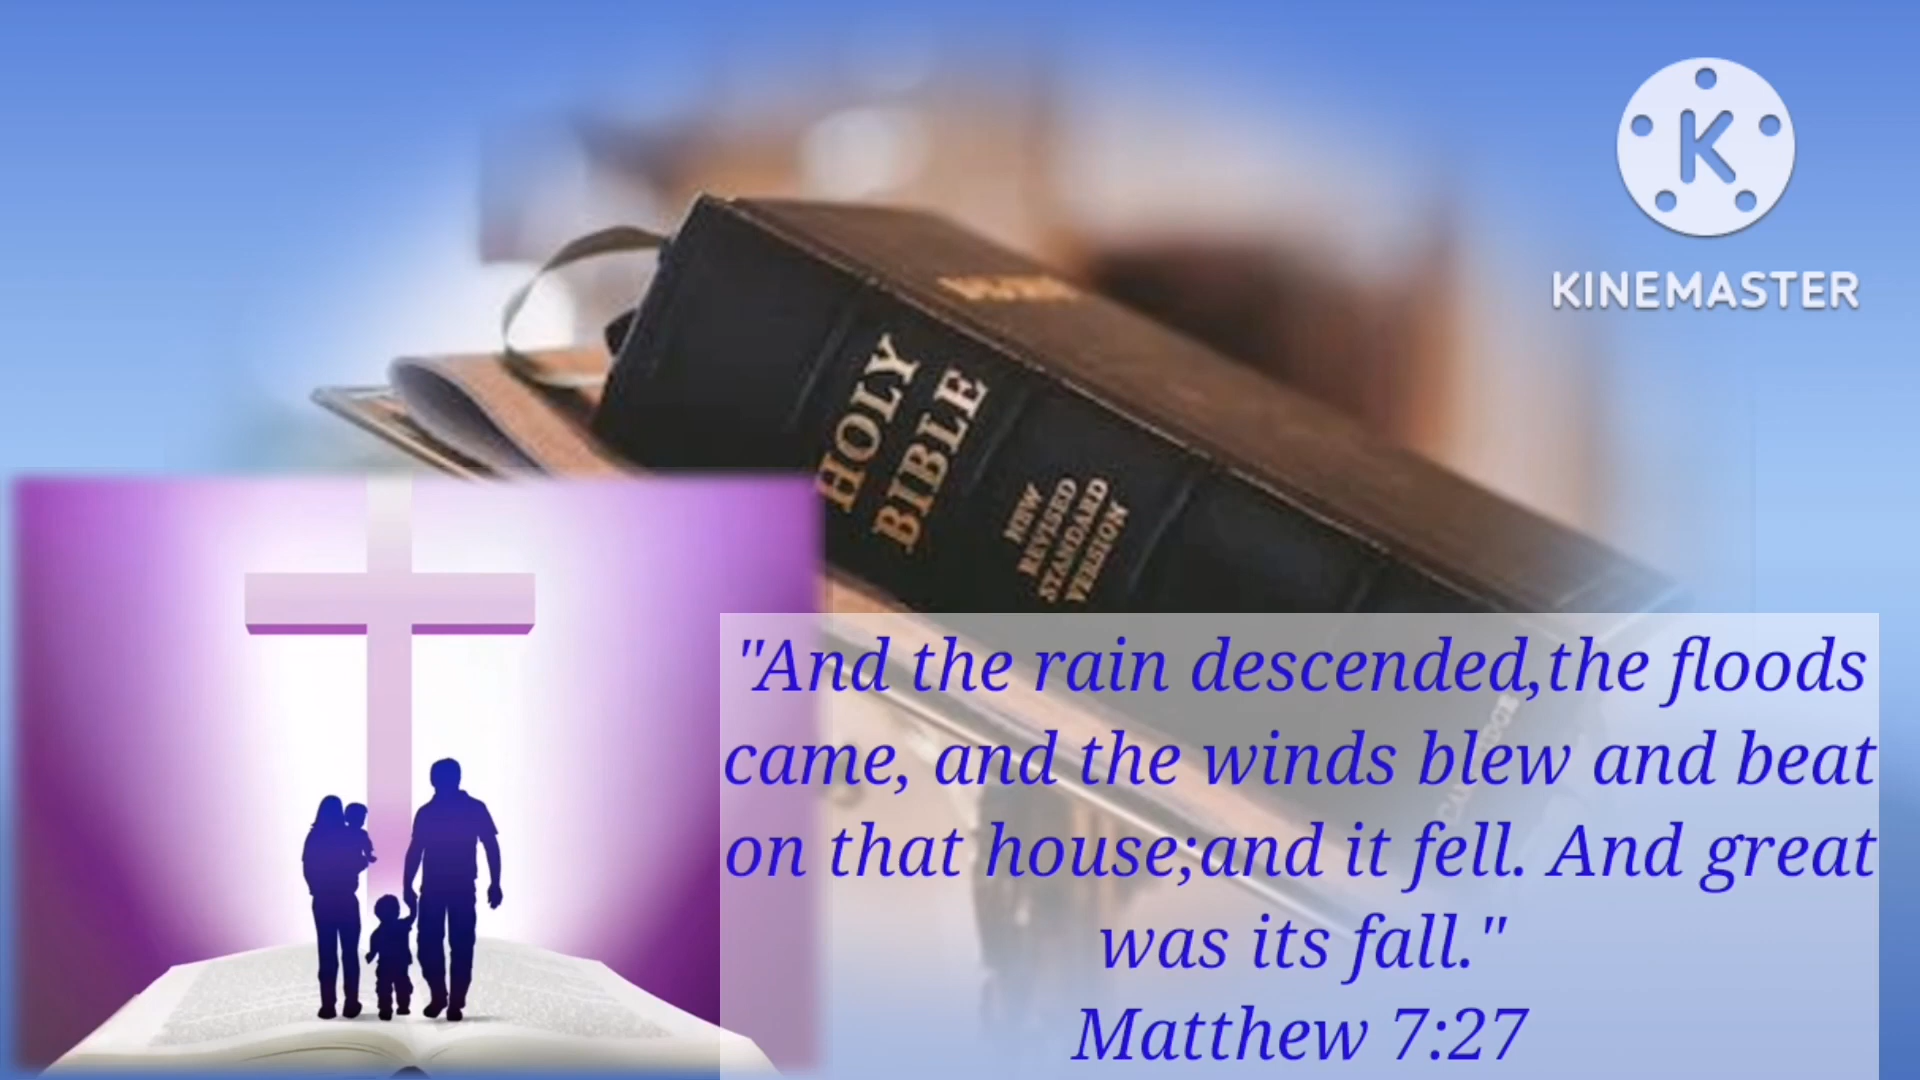 K
KINEMASTER
HOLY
BIBLE
NEW
REVISED
STANDARD
VERSION
"And the rain descended,the floods
came, and the winds blew and beat
on that house;and it fell. And great
was its fall."
Matthew 7:27